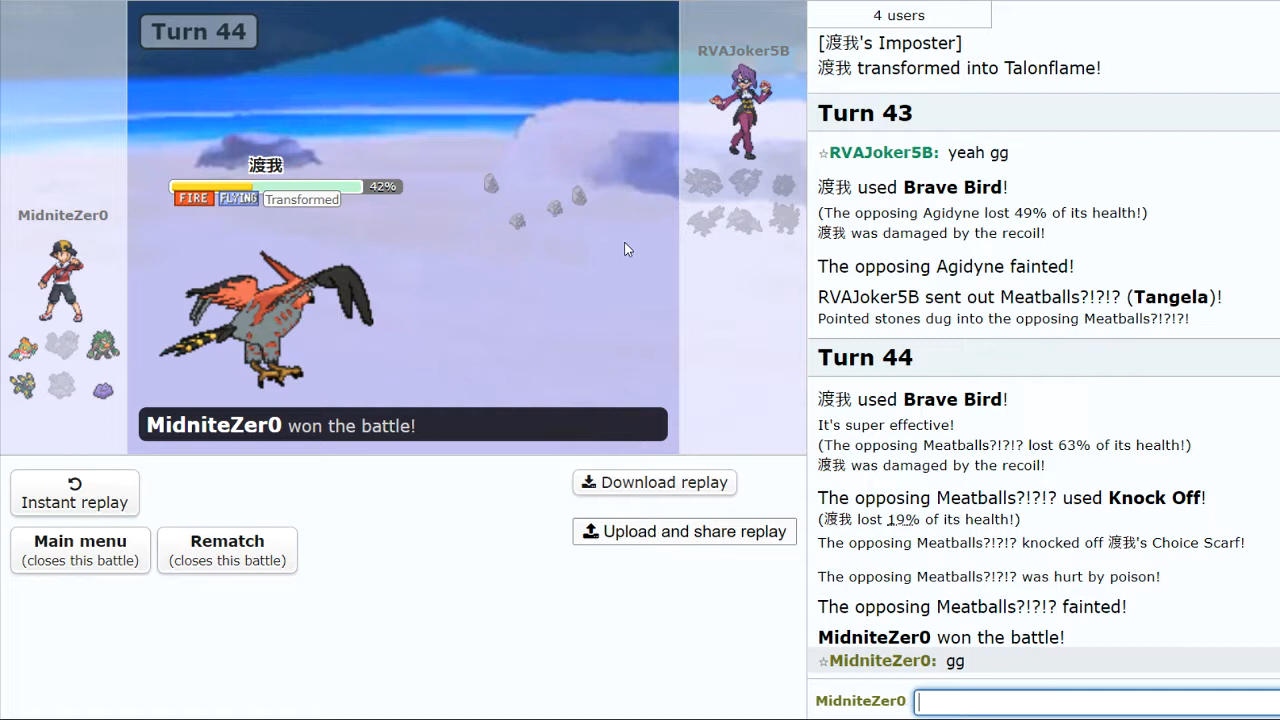 Turn 44
渡我
42%
FIRE FLYING Transformed
MidniteZer0
MidniteZer0 won the battle!
RVAJoker5B
Instant replay
Download replay
Upload and share replay
Main menu
(closes this battle)
Rematch
(closes this battle)
4 users
[渡我's Imposter]
渡我 transformed into Talonflame!
Turn 43
☆RVAJoker5B: yeah gg
渡我 used Brave Bird!
(The opposing Agidyne lost 49% of its health!)
渡我 was damaged by the recoil!
The opposing Agidyne fainted!
RVAJoker5B sent out Meatballs?!?!? (Tangela)!
Pointed stones dug into the opposing Meatballs?!?!?!
Turn 44
渡我 used Brave Bird!
It's super effective!
(The opposing Meatballs?!?!? lost 63% of its health!)
渡我 was damaged by the recoil!
The opposing Meatballs?!?!? used Knock Off!
(渡我 lost 19% of its health!)
The opposing Meatballs?!?!? knocked off 渡我's Choice Scarf!
The opposing Meatballs?!?!? was hurt by poison!
The opposing Meatballs?!?!? fainted!
MidniteZer0 won the battle!
☆MidniteZer0: gg
MidniteZer0